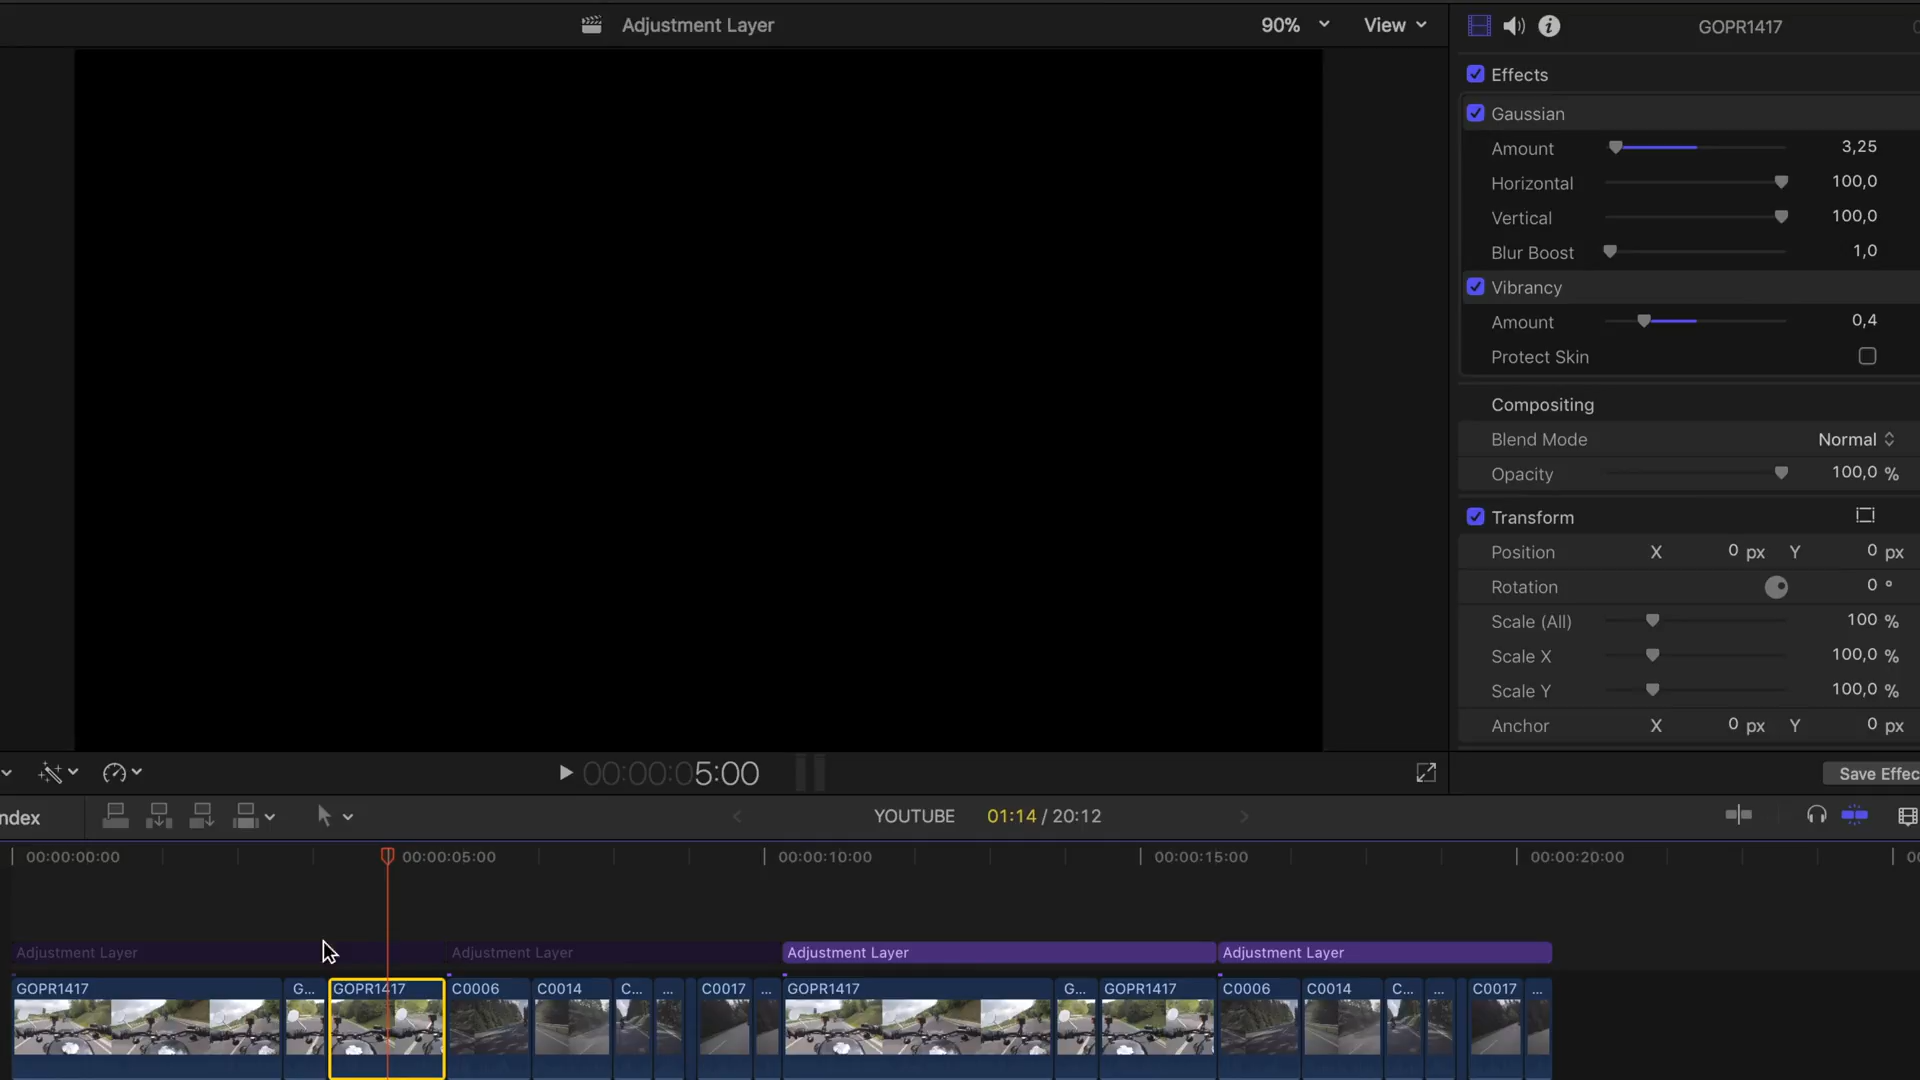 Adjustment Layer
90%
View
GOPR1417
Effects
Gaussian
Amount 3,25
Horizontal 100,0
Vertical 100,0
Blur Boost 1,0
Vibrancy
Amount 0,4
Protect Skin
Compositing
Blend Mode Normal
Opacity 100,0 %
Transform
Position X 0 px Y 0 px
Rotation 0 °
Scale (All) 100 %
Scale X 100,0 %
Scale Y 100,0 %
Anchor X 0 px Y 0 px
00:00:05:00
Save Effec
ndex
YOUTUBE 01:14 / 20:12
00:00:00:00 00:00:05:00 00:00:10:00 00:00:15:00 00:00:20:00
Adjustment Layer Adjustment Layer Adjustment Layer Adjustment Layer
GOPR1417 G... GOPR1417 C0006 C0014 C... ... C0017 ... GOPR1417 G... GOPR1417 C0006 C0014 C... ... C0017 ...